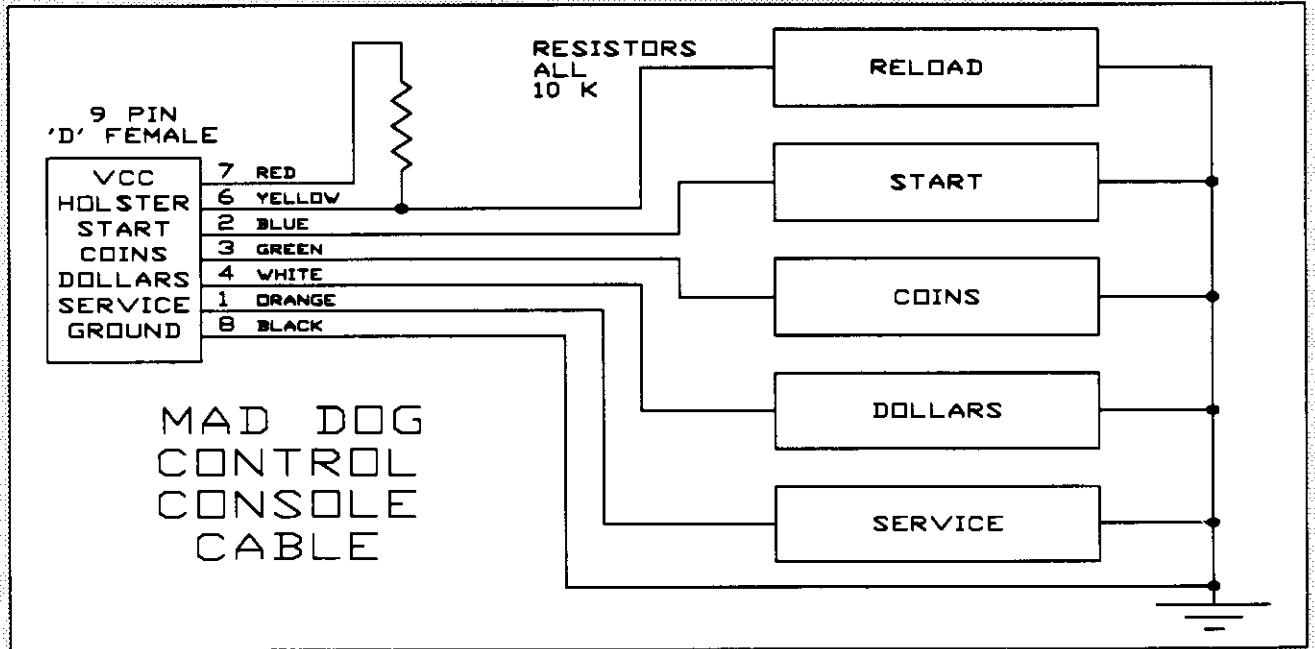 RESISTORS
ALL
10 K
RELOAD
9 PIN
'D' FEMALE
VCC 7 RED
HOLSTER 6 YELLOW
START 2 BLUE
COINS 3 GREEN
DOLLARS 4 WHITE
SERVICE 1 ORANGE
GROUND 8 BLACK
START
COINS
DOLLARS
SERVICE
MAD DOG
CONTROL
CONSOLE
CABLE